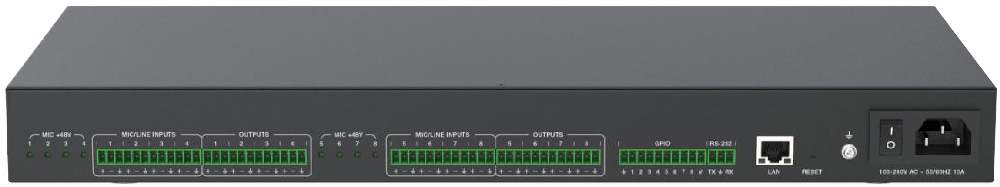 MIC +48V
1 2 3 4
MIC/LINE INPUTS
1 2 3 4
+ - ⏚ + - ⏚ + - ⏚ + - ⏚
OUTPUTS
1 2 3 4
+ - ⏚ + - ⏚ + - ⏚ + - ⏚
MIC +48V
5 6 7 8
MIC/LINE INPUTS
5 6 7 8
+ - ⏚ + - ⏚ + - ⏚ + - ⏚
OUTPUTS
5 6 7 8
+ - ⏚ + - ⏚ + - ⏚ + - ⏚
GPIO
⏚ 1 2 3 4 5 6 7 8 V
RS-232
TX ⏚ RX
LAN
RESET
⏚
I
O
100-240V AC ~ 50/60HZ 10A